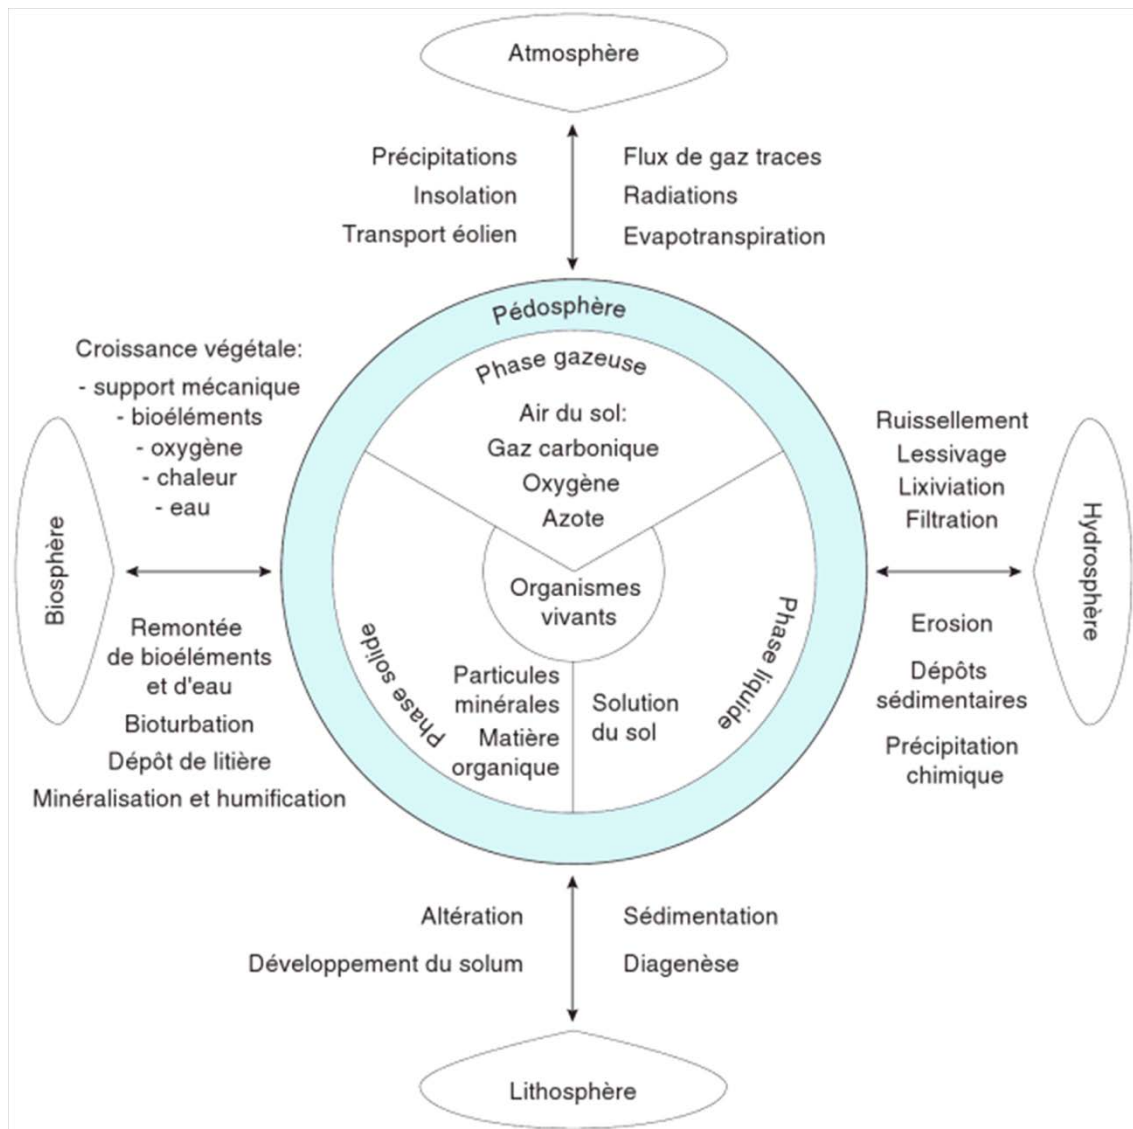 Atmosphère
Précipitations
Insolation
Transport éolien
Flux de gaz traces
Radiations
Evapotranspiration
Pédosphère
Phase gazeuse
Air du sol:
Gaz carbonique
Oxygène
Azote
Organismes
vivants
Phase solide
Particules
minérales
Matière
organique
Phase liquide
Solution
du sol
Croissance végétale:
- support mécanique
- bioéléments
- oxygène
- chaleur
- eau
Biosphère
Remontée
de bioéléments
et d'eau
Bioturbation
Dépôt de litière
Minéralisation et humification
Ruissellement
Lessivage
Lixiviation
Filtration
Hydrosphère
Erosion
Dépôts
sédimentaires
Précipitation
chimique
Altération
Développement du solum
Sédimentation
Diagenèse
Lithosphère